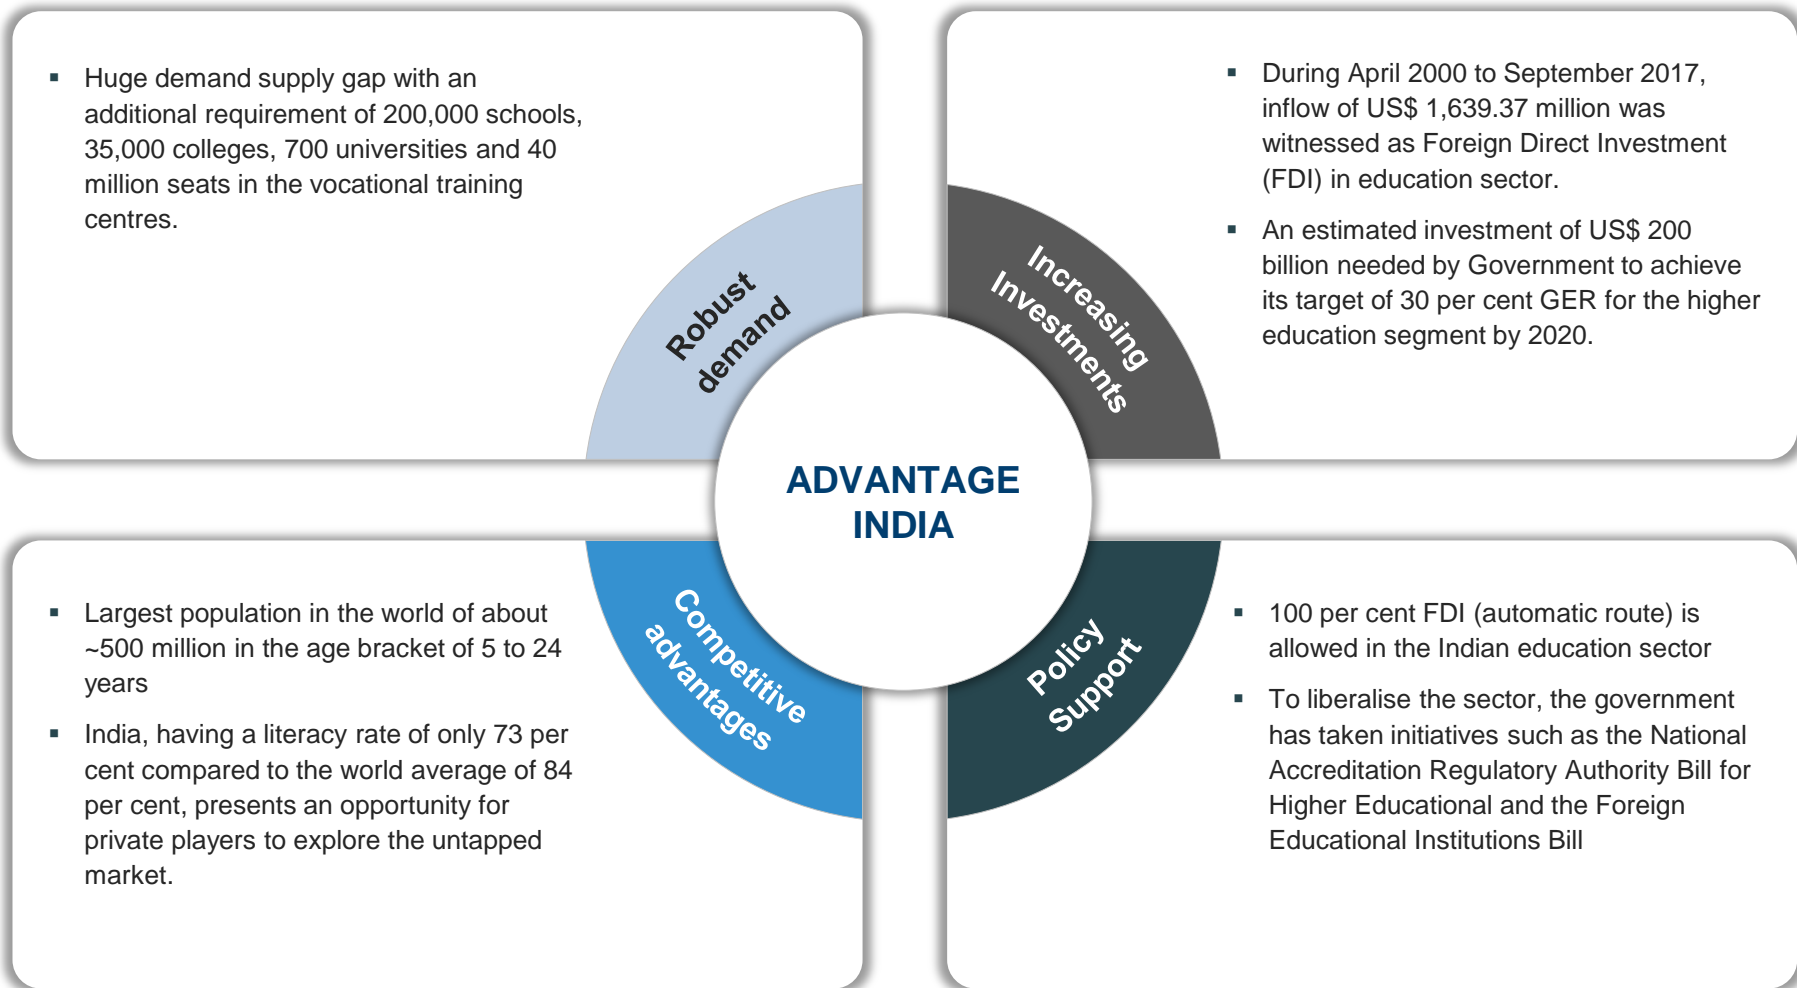 ▪ Huge demand supply gap with an
additional requirement of 200,000 schools,
35,000 colleges, 700 universities and 40
million seats in the vocational training
centres.
▪ During April 2000 to September 2017,
inflow of US$ 1,639.37 million was
witnessed as Foreign Direct Investment
(FDI) in education sector.
▪ An estimated investment of US$ 200
billion needed by Government to achieve
its target of 30 per cent GER for the higher
education segment by 2020.
Robust
demand
Increasing
Investments
ADVANTAGE
INDIA
Competitive
advantages
Policy
Support
▪ Largest population in the world of about
~500 million in the age bracket of 5 to 24
years
▪ India, having a literacy rate of only 73 per
cent compared to the world average of 84
per cent, presents an opportunity for
private players to explore the untapped
market.
▪ 100 per cent FDI (automatic route) is
allowed in the Indian education sector
▪ To liberalise the sector, the government
has taken initiatives such as the National
Accreditation Regulatory Authority Bill for
Higher Educational and the Foreign
Educational Institutions Bill